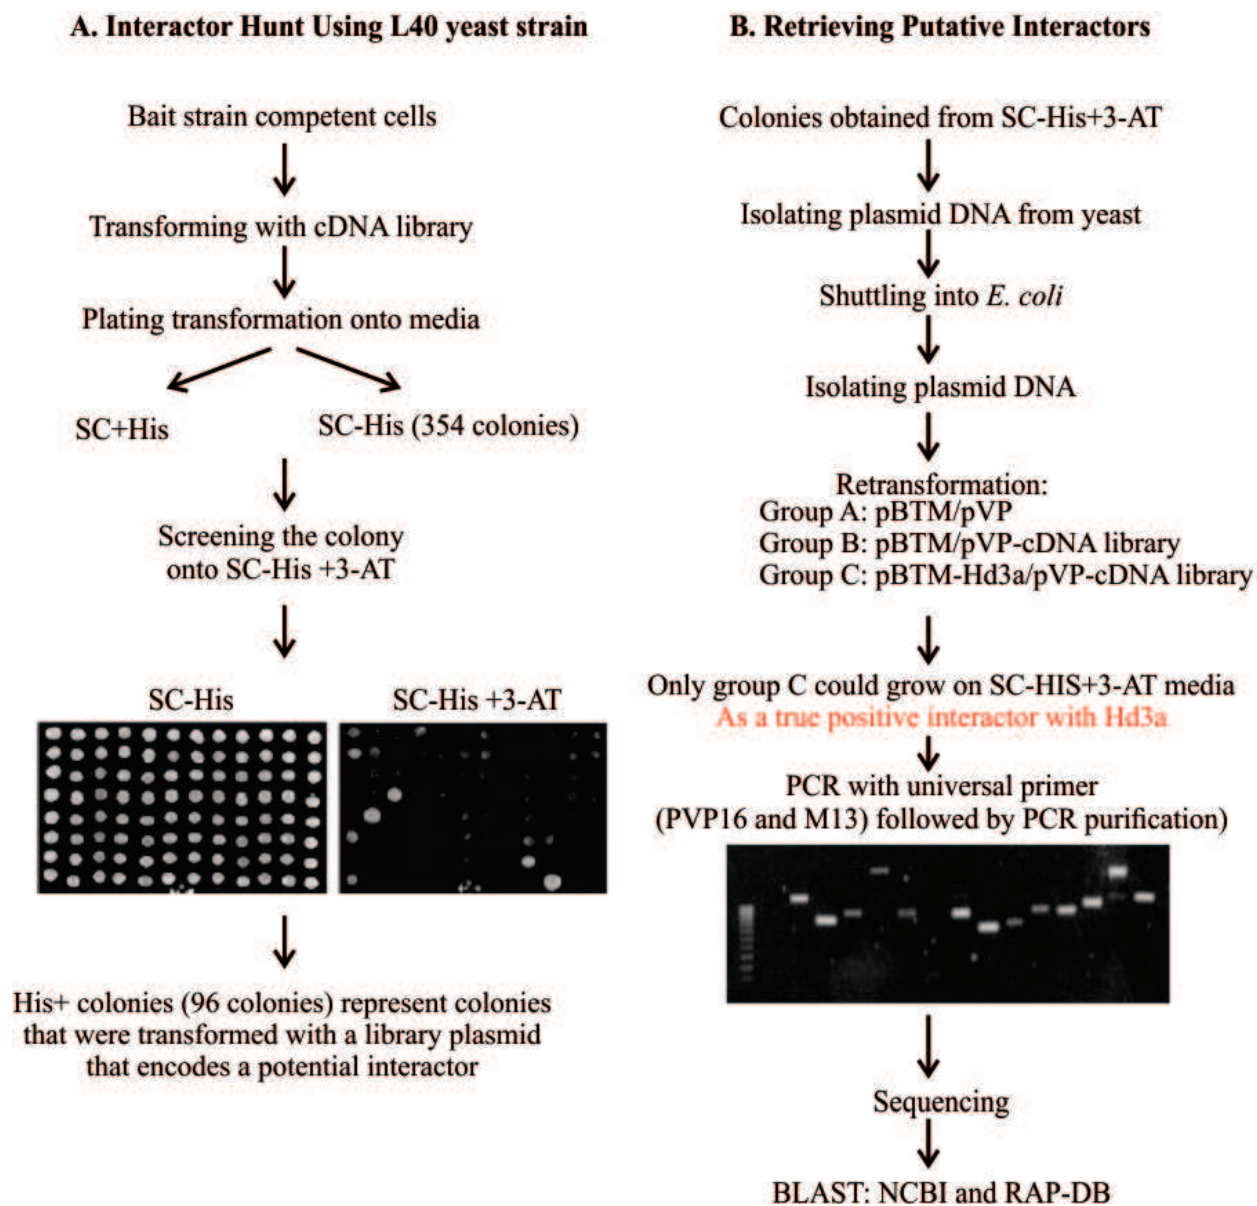 A. Interactor Hunt Using L40 yeast strain
Bait strain competent cells
Transforming with cDNA library
Plating transformation onto media
SC+His
SC-His (354 colonies)
Screening the colony
onto SC-His +3-AT
SC-His
SC-His +3-AT
His+ colonies (96 colonies) represent colonies
that were transformed with a library plasmid
that encodes a potential interactor
B. Retrieving Putative Interactors
Colonies obtained from SC-His+3-AT
Isolating plasmid DNA from yeast
Shuttling into E. coli
Isolating plasmid DNA
Retransformation:
Group A: pBTM/pVP
Group B: pBTM/pVP-cDNA library
Group C: pBTM-Hd3a/pVP-cDNA library
Only group C could grow on SC-HIS+3-AT media
As a true positive interactor with Hd3a
PCR with universal primer
(PVP16 and M13) followed by PCR purification)
Sequencing
BLAST: NCBI and RAP-DB